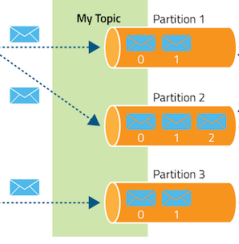 My Topic
Partition 1
0 1
Partition 2
0 1 2
Partition 3
0 1